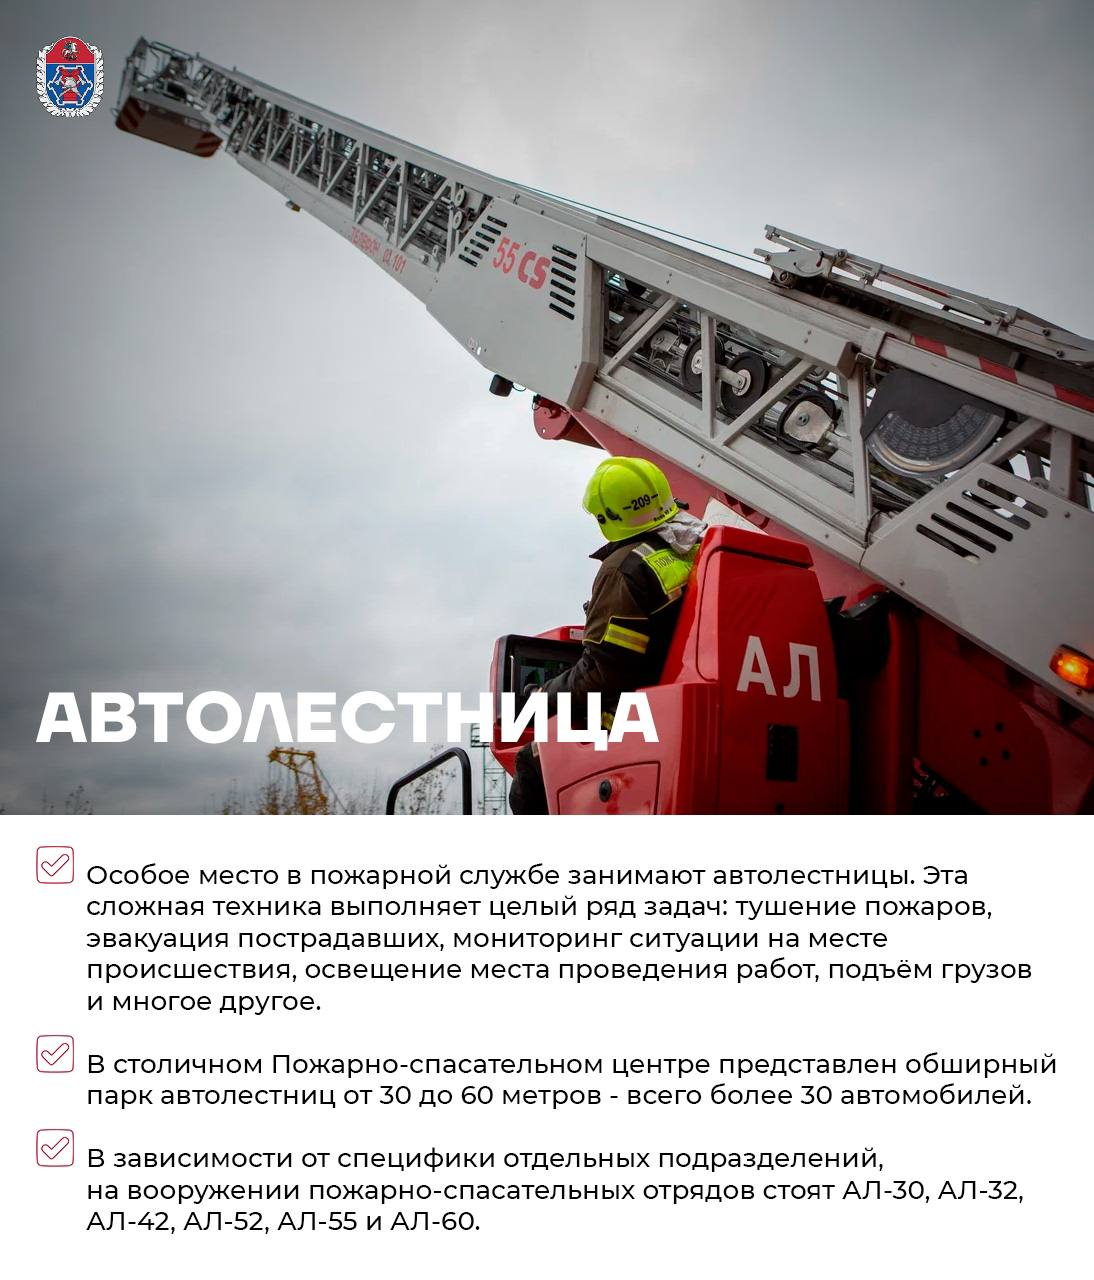 55 CS
ТЕЛЕФОН 01, 101
-209-
АЛ
АВТОЛЕСТНИЦА
Особое место в пожарной службе занимают автолестницы. Эта
сложная техника выполняет целый ряд задач: тушение пожаров,
эвакуация пострадавших, мониторинг ситуации на месте
происшествия, освещение места проведения работ, подъём грузов
и многое другое.
В столичном Пожарно-спасательном центре представлен обширный
парк автолестниц от 30 до 60 метров - всего более 30 автомобилей.
В зависимости от специфики отдельных подразделений,
на вооружении пожарно-спасательных отрядов стоят АЛ-30, АЛ-32,
АЛ-42, АЛ-52, АЛ-55 и АЛ-60.